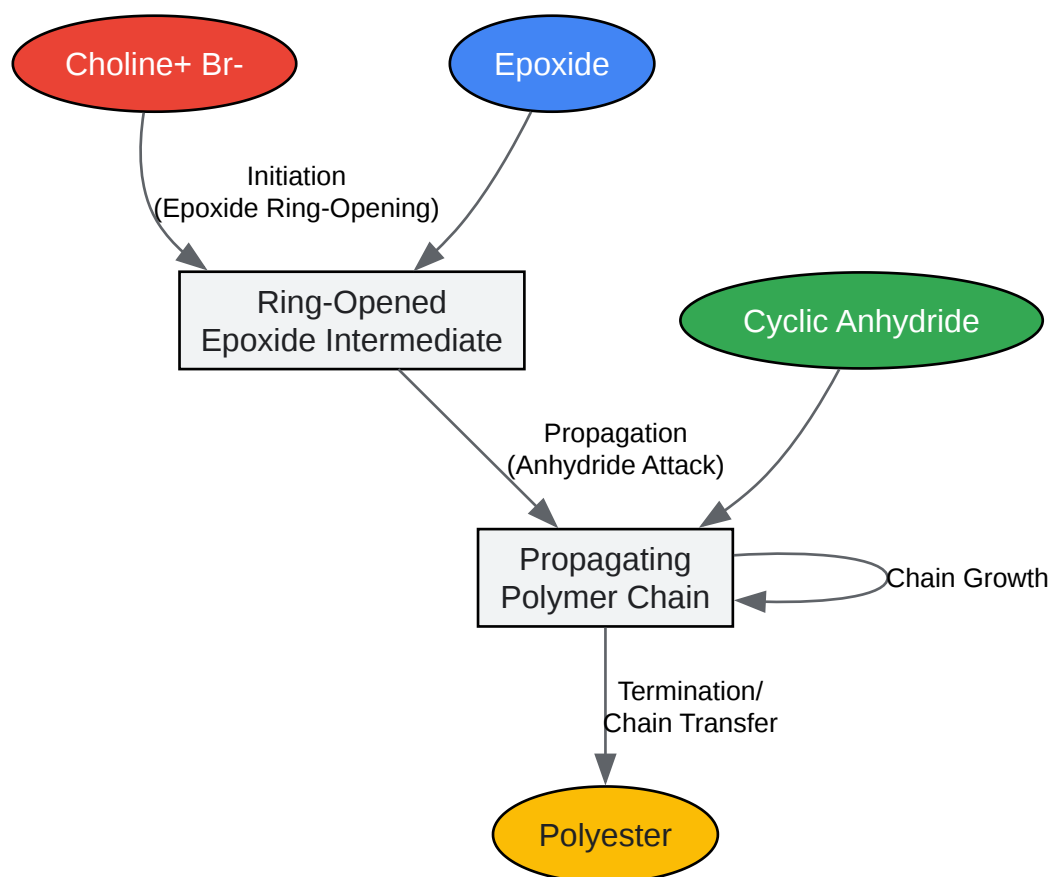 Choline+ Br-
Epoxide
Initiation
(Epoxide Ring-Opening)
Ring-Opened
Epoxide Intermediate
Cyclic Anhydride
Propagation
(Anhydride Attack)
Propagating
Polymer Chain
Chain Growth
Termination/
Chain Transfer
Polyester